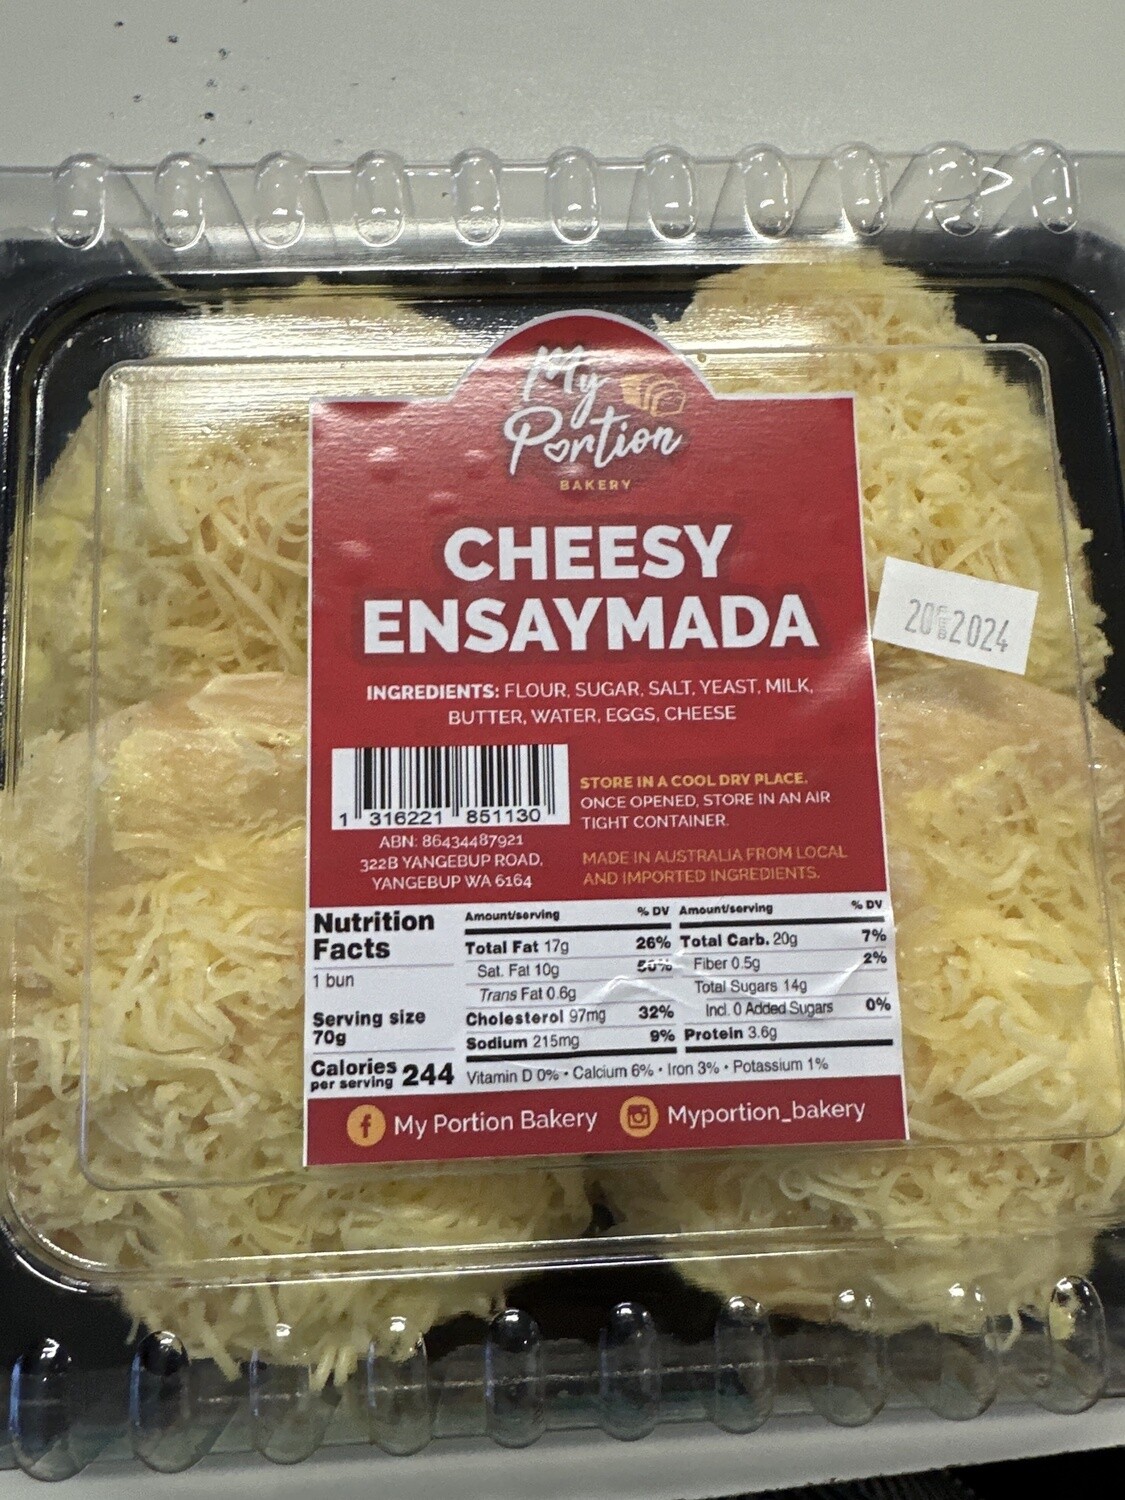 My
Portion
BAKERY
CHEESY
ENSAYMADA
20FEB2024
INGREDIENTS: FLOUR, SUGAR, SALT, YEAST, MILK,
BUTTER, WATER, EGGS, CHEESE
1 316221 851130
ABN: 86434487921
322B YANGEBUP ROAD,
YANGEBUP WA 6164
STORE IN A COOL DRY PLACE.
ONCE OPENED, STORE IN AN AIR
TIGHT CONTAINER.
MADE IN AUSTRALIA FROM LOCAL
AND IMPORTED INGREDIENTS.
Nutrition
Facts
1 bun
Serving size
70g
Calories
per serving 244
Amount/serving % DV
Total Fat 17g 26%
Sat. Fat 10g 50%
Trans Fat 0.6g
Cholesterol 97mg 32%
Sodium 215mg 9%
Amount/serving % DV
Total Carb. 20g 7%
Fiber 0.5g 2%
Total Sugars 14g
Incl. 0 Added Sugars 0%
Protein 3.6g
Vitamin D 0% • Calcium 6% • Iron 3% • Potassium 1%
My Portion Bakery
Myportion_bakery